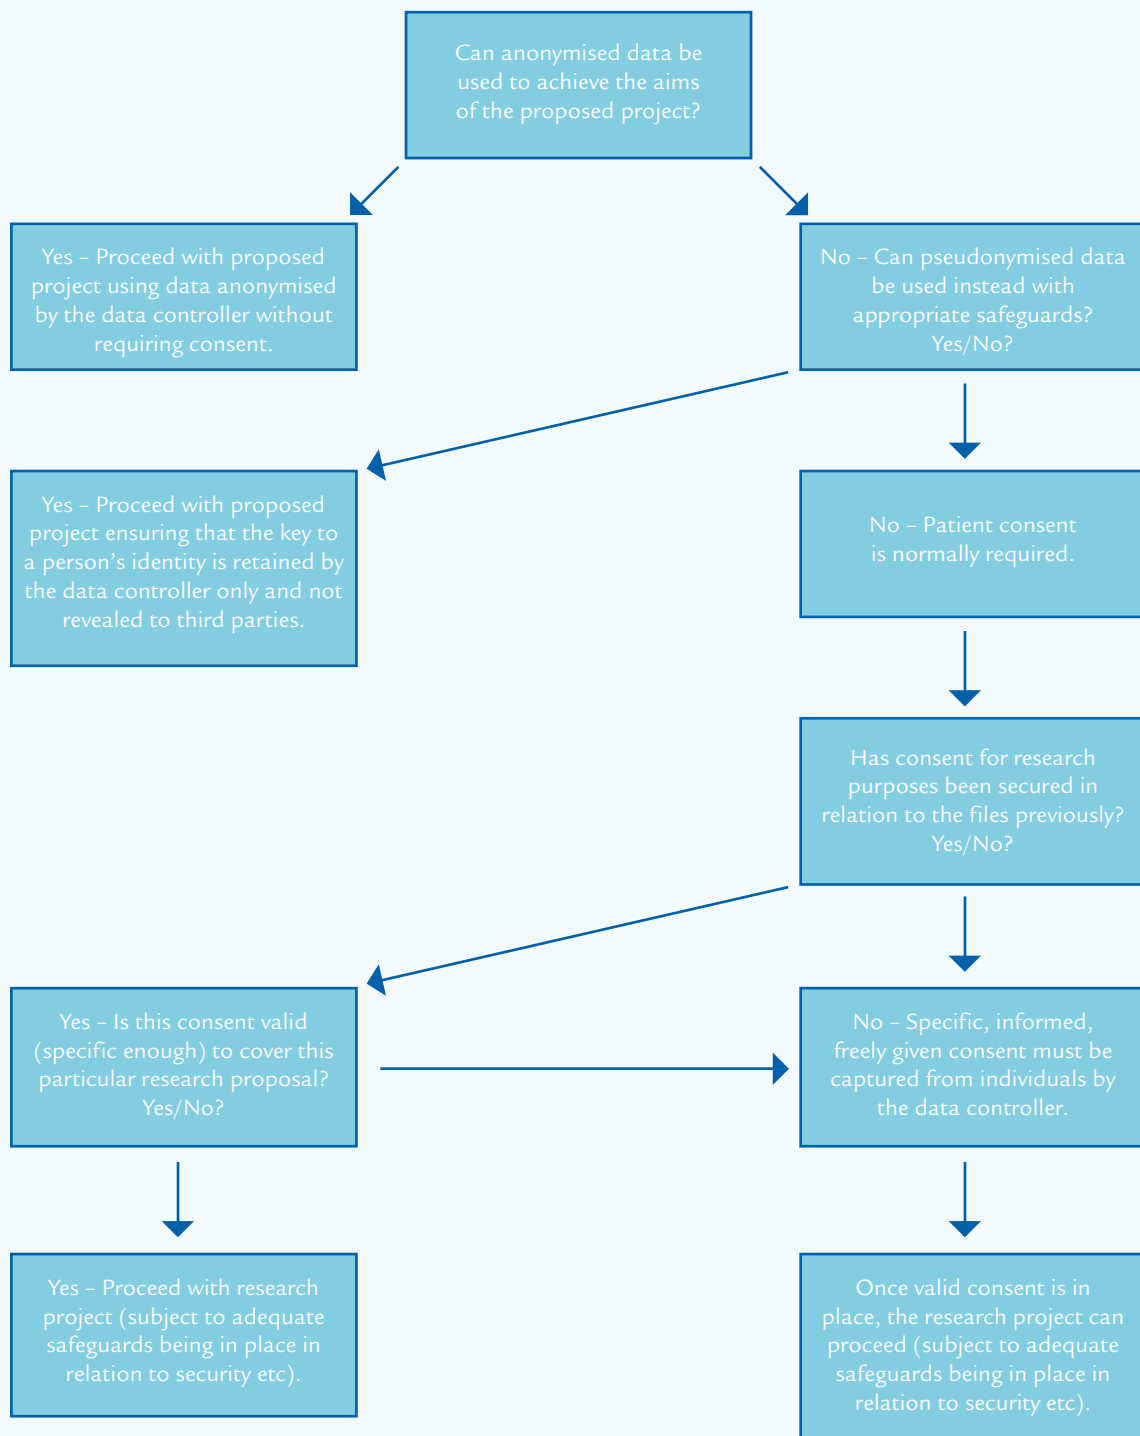 Can anonymised data be
used to achieve the aims
of the proposed project?
Yes – Proceed with proposed
project using data anonymised
by the data controller without
requiring consent.
No – Can pseudonymised data
be used instead with
appropriate safeguards?
Yes/No?
Yes – Proceed with proposed
project ensuring that the key to
a person’s identity is retained by
the data controller only and not
revealed to third parties.
No – Patient consent
is normally required.
Has consent for research
purposes been secured in
relation to the files previously?
Yes/No?
Yes – Is this consent valid
(specific enough) to cover this
particular research proposal?
Yes/No?
No – Specific, informed,
freely given consent must be
captured from individuals by
the data controller.
Yes – Proceed with research
project (subject to adequate
safeguards being in place in
relation to security etc).
Once valid consent is in
place, the research project can
proceed (subject to adequate
safeguards being in place in
relation to security etc).